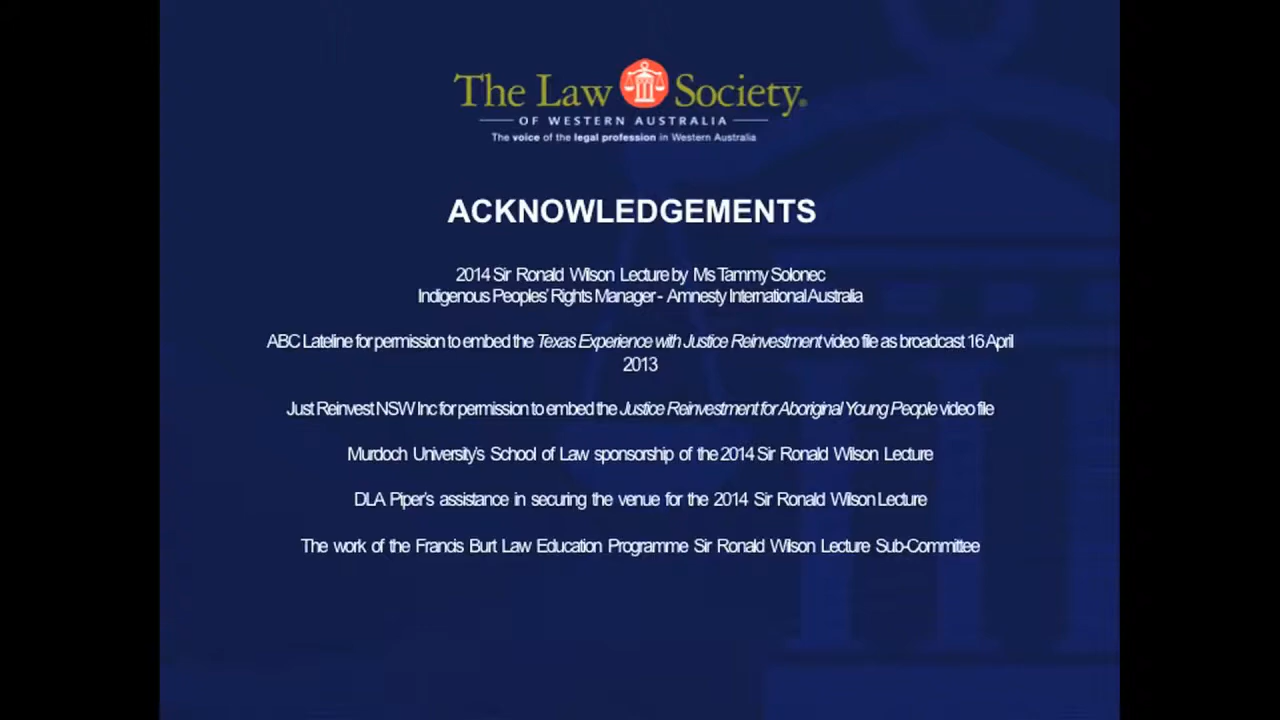 The Law Society
OF WESTERN AUSTRALIA
The voice of the legal profession in Western Australia
ACKNOWLEDGEMENTS
2014 Sir Ronald Wilson Lecture by Ms Tammy Solonec
Indigenous Peoples' Rights Manager - Amnesty International Australia
ABC Lateline for permission to embed the Texas Experience with Justice Reinvestment video file as broadcast 16 April
2013
Just Reinvest NSW Inc for permission to embed the Justice Reinvestment for Aboriginal Young People video file
Murdoch University's School of Law sponsorship of the 2014 Sir Ronald Wilson Lecture
DLA Piper's assistance in securing the venue for the 2014 Sir Ronald Wilson Lecture
The work of the Francis Burt Law Education Programme Sir Ronald Wilson Lecture Sub-Committee